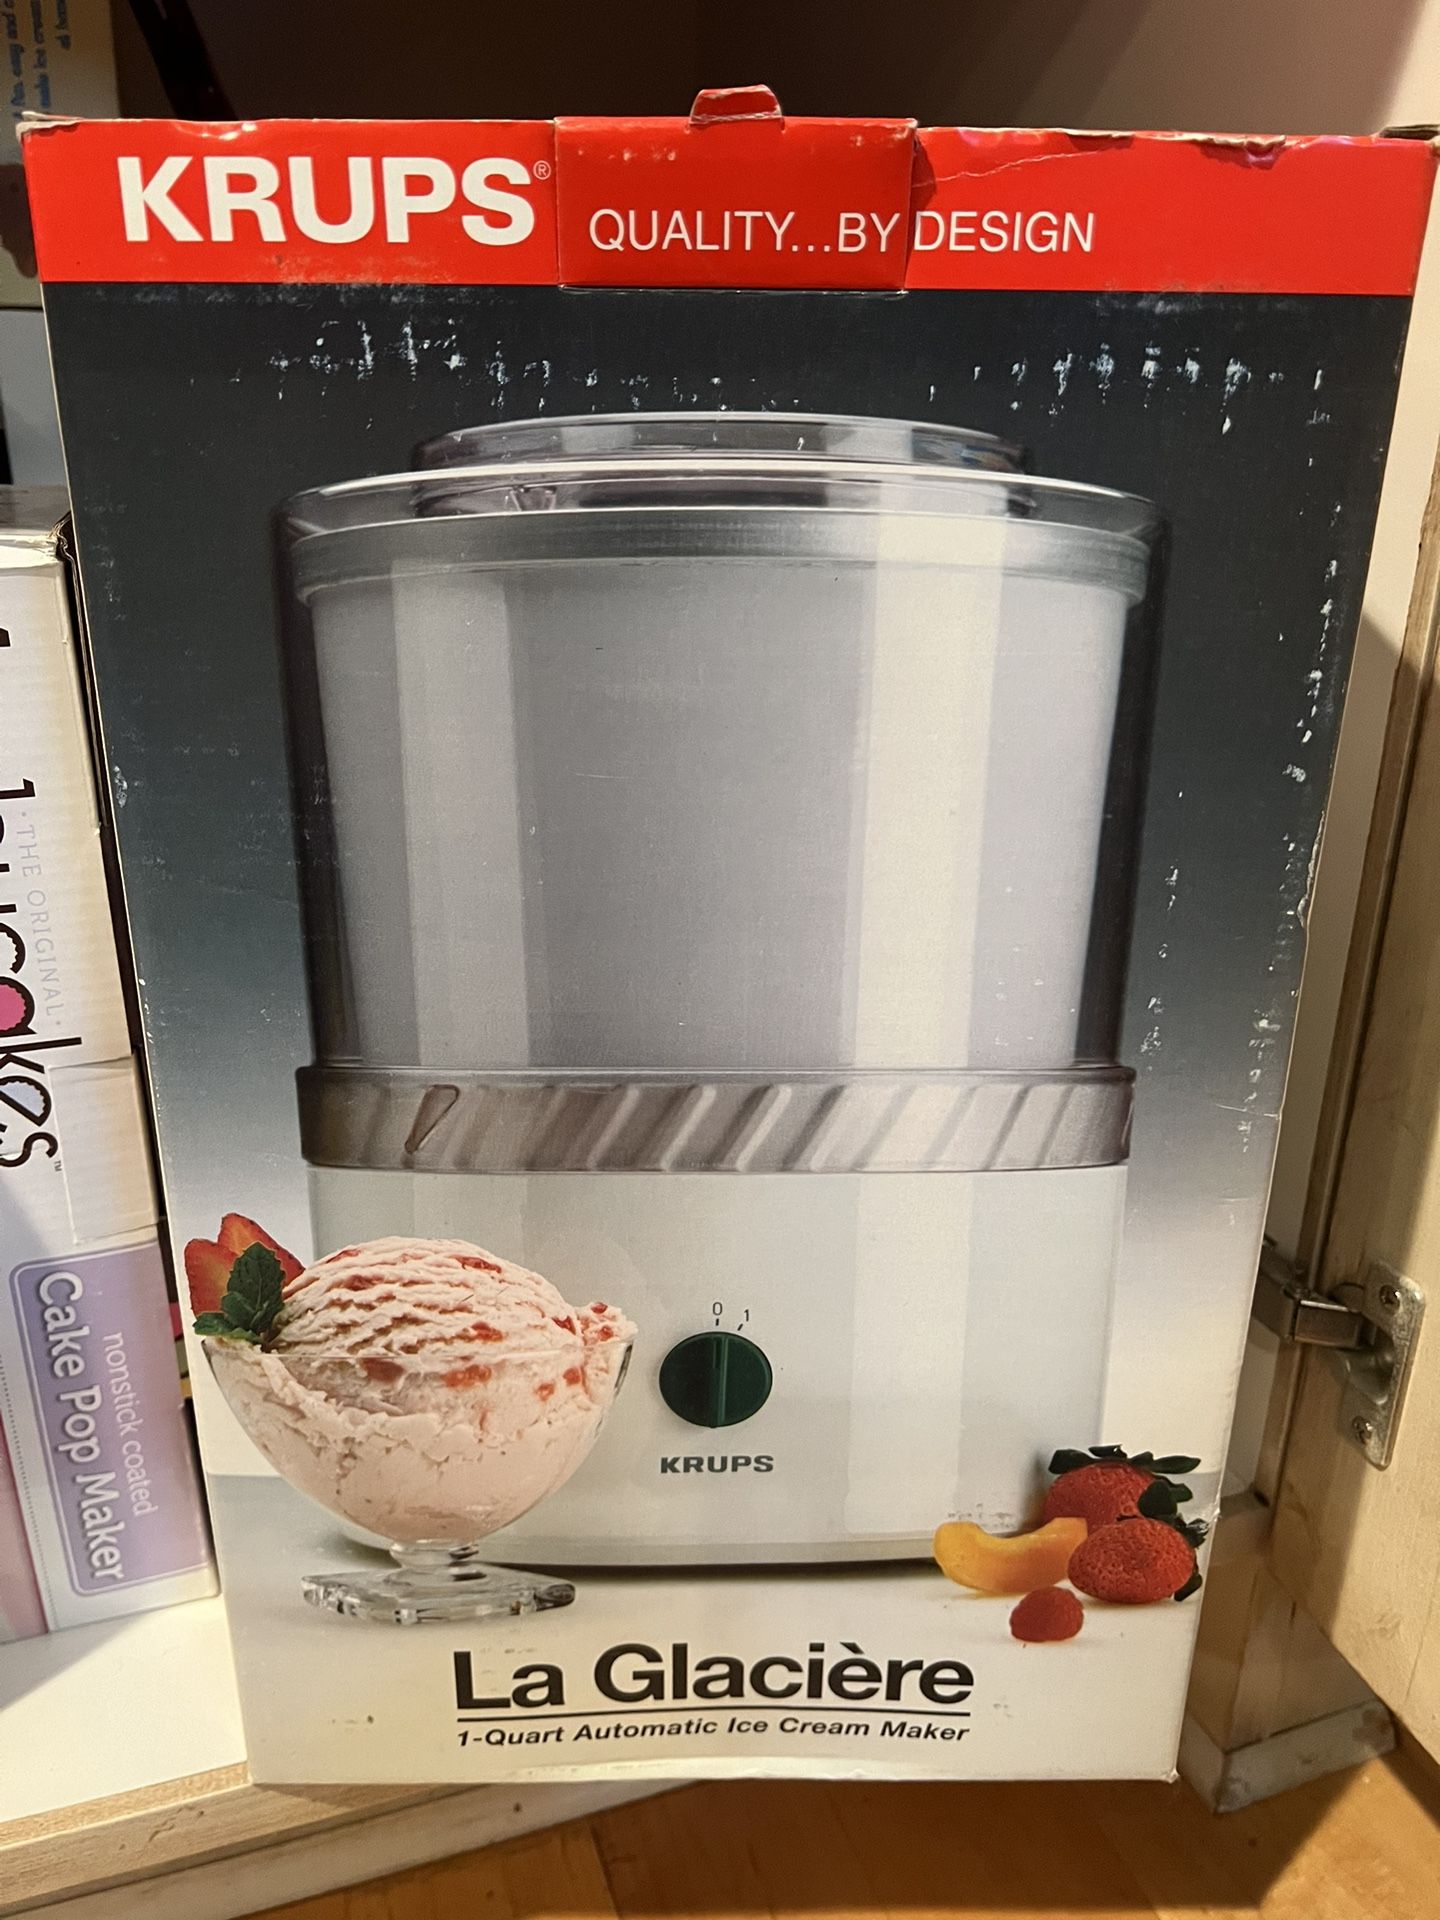 KRUPS®
QUALITY...BY DESIGN
0
1
KRUPS
La Glacière
1-Quart Automatic Ice Cream Maker
· THE ORIGINAL ·
nonstick coated
Cake Pop Maker